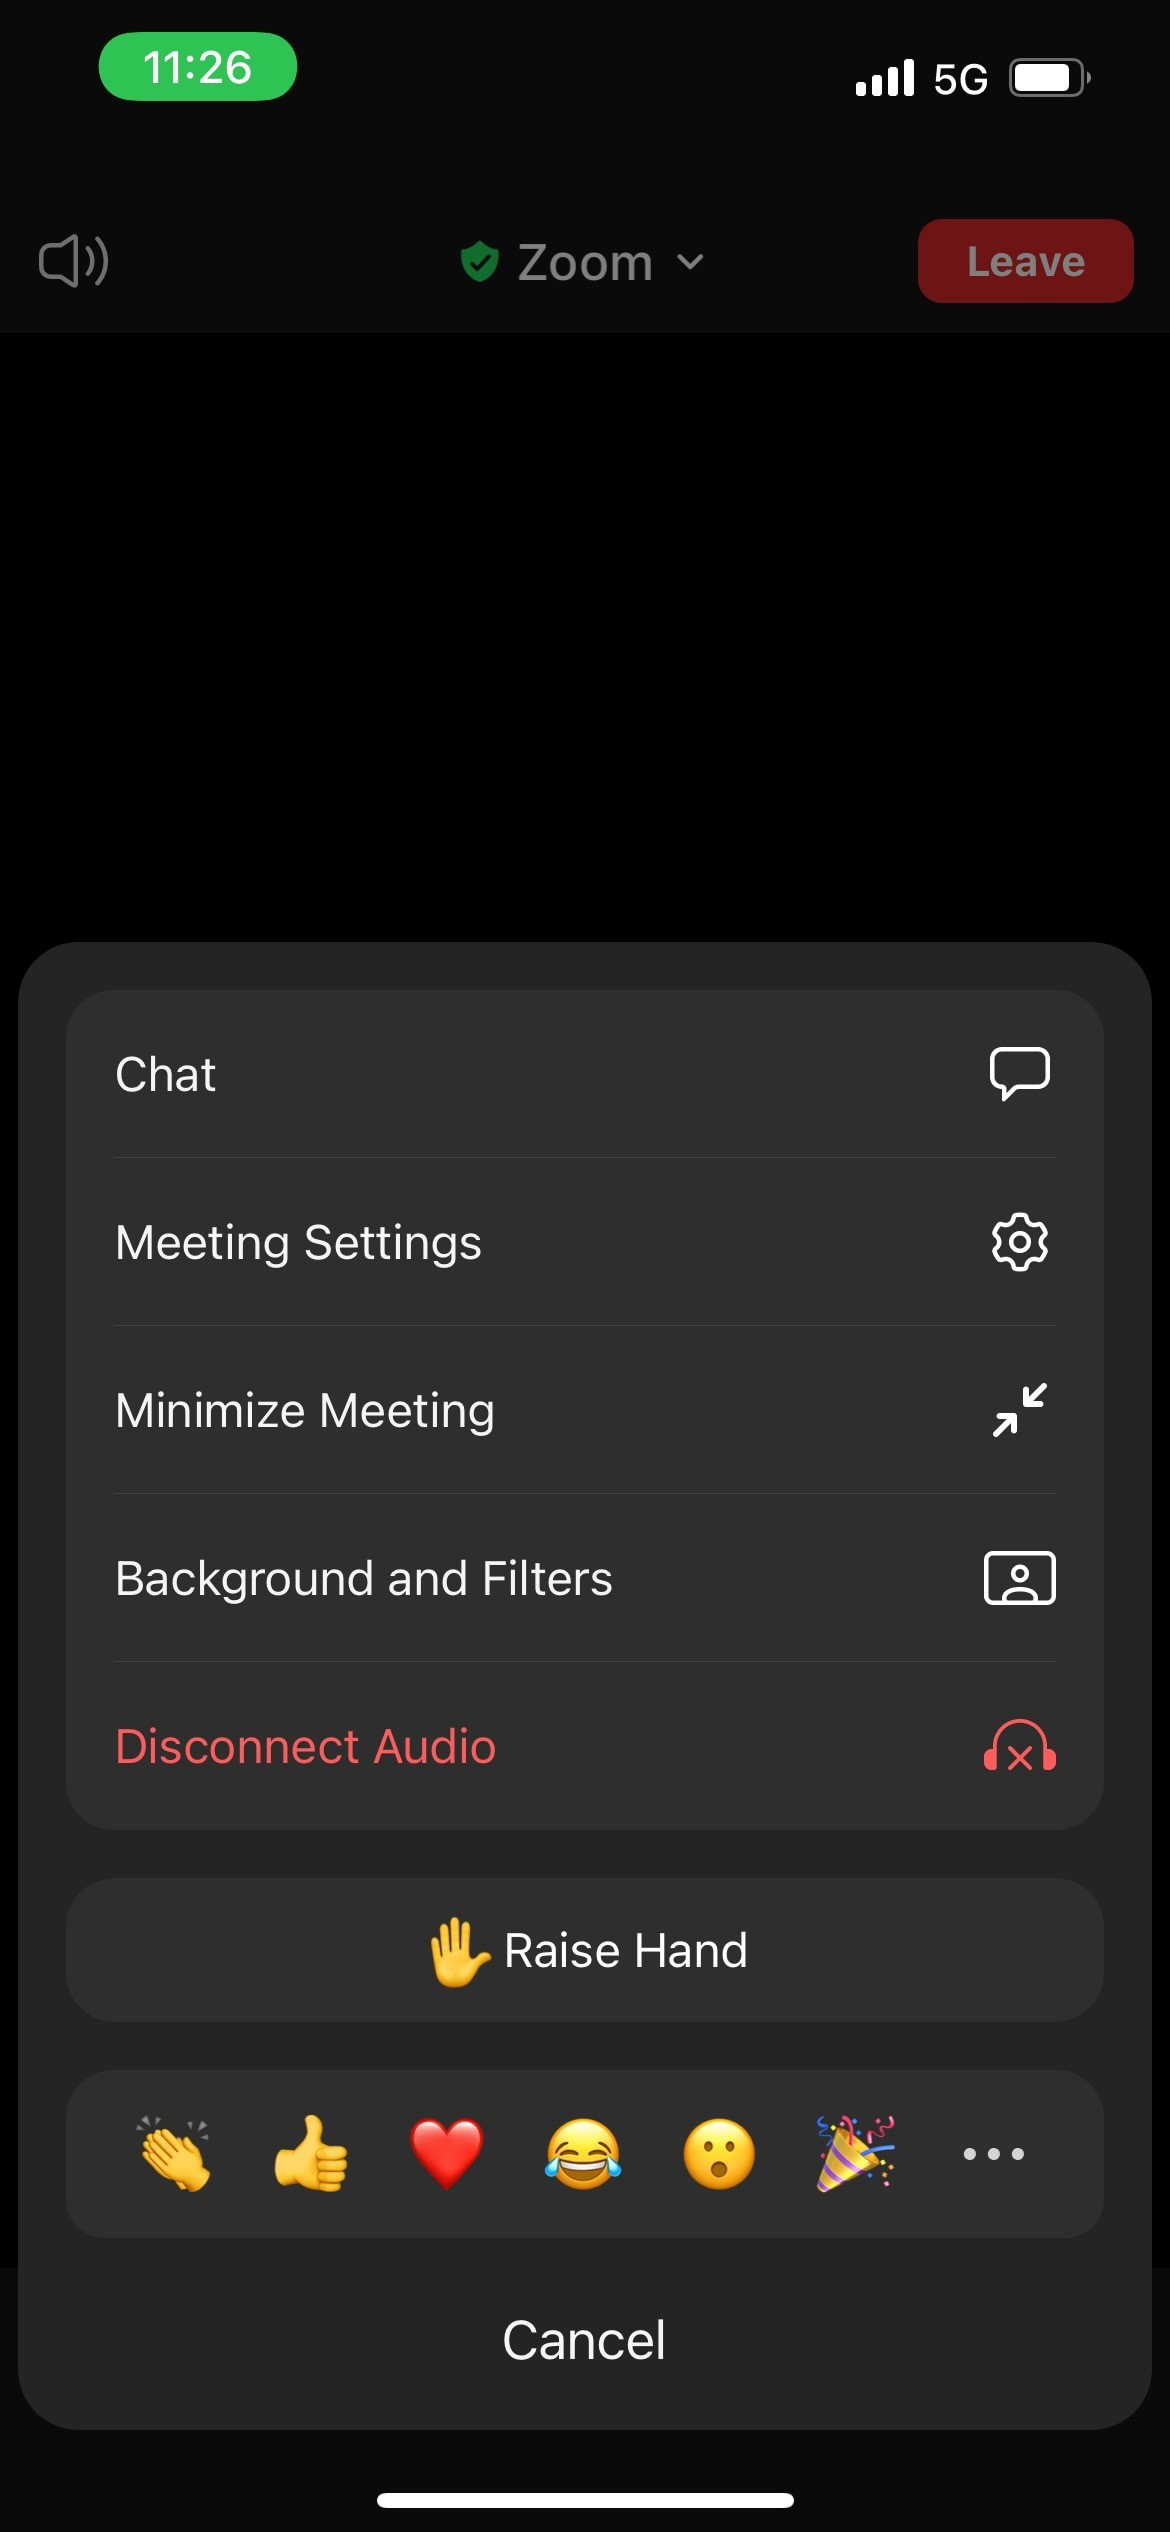 11:26
5G
Zoom
Leave
Chat
Meeting Settings
Minimize Meeting
Background and Filters
Disconnect Audio
Raise Hand
Cancel